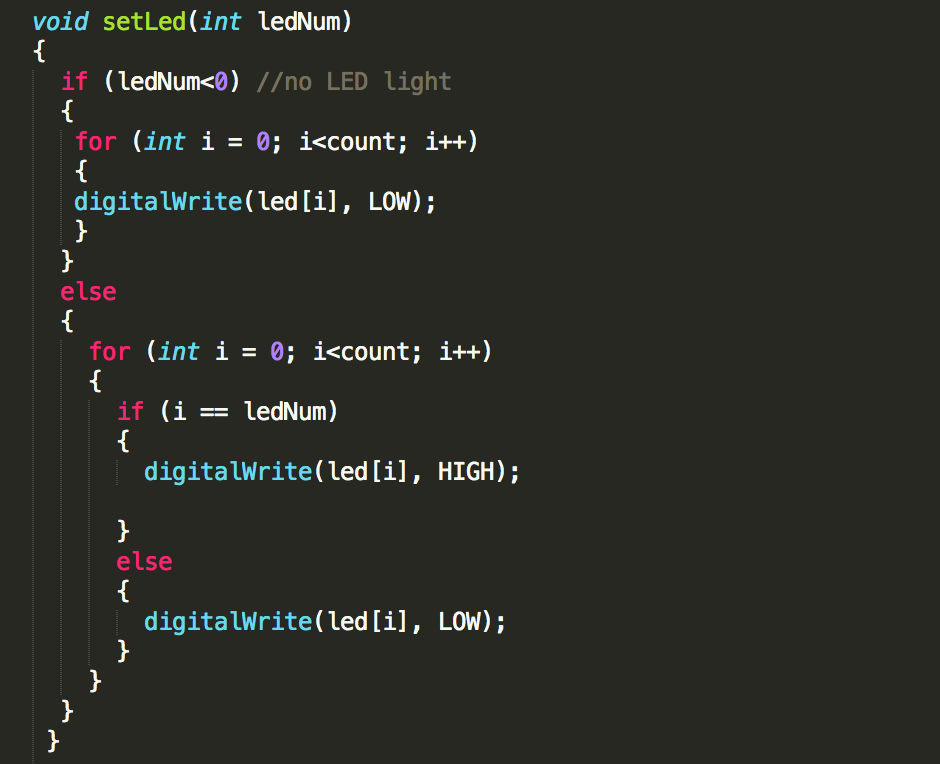 void setLed(int ledNum)
{
  if (ledNum<0) //no LED light
  {
   for (int i = 0; i<count; i++)
   {
   digitalWrite(led[i], LOW);
   }
  }
  else
  {
    for (int i = 0; i<count; i++)
    {
      if (i == ledNum)
      {
        digitalWrite(led[i], HIGH);

      }
      else
      {
        digitalWrite(led[i], LOW);
      }
    }
  }
 }